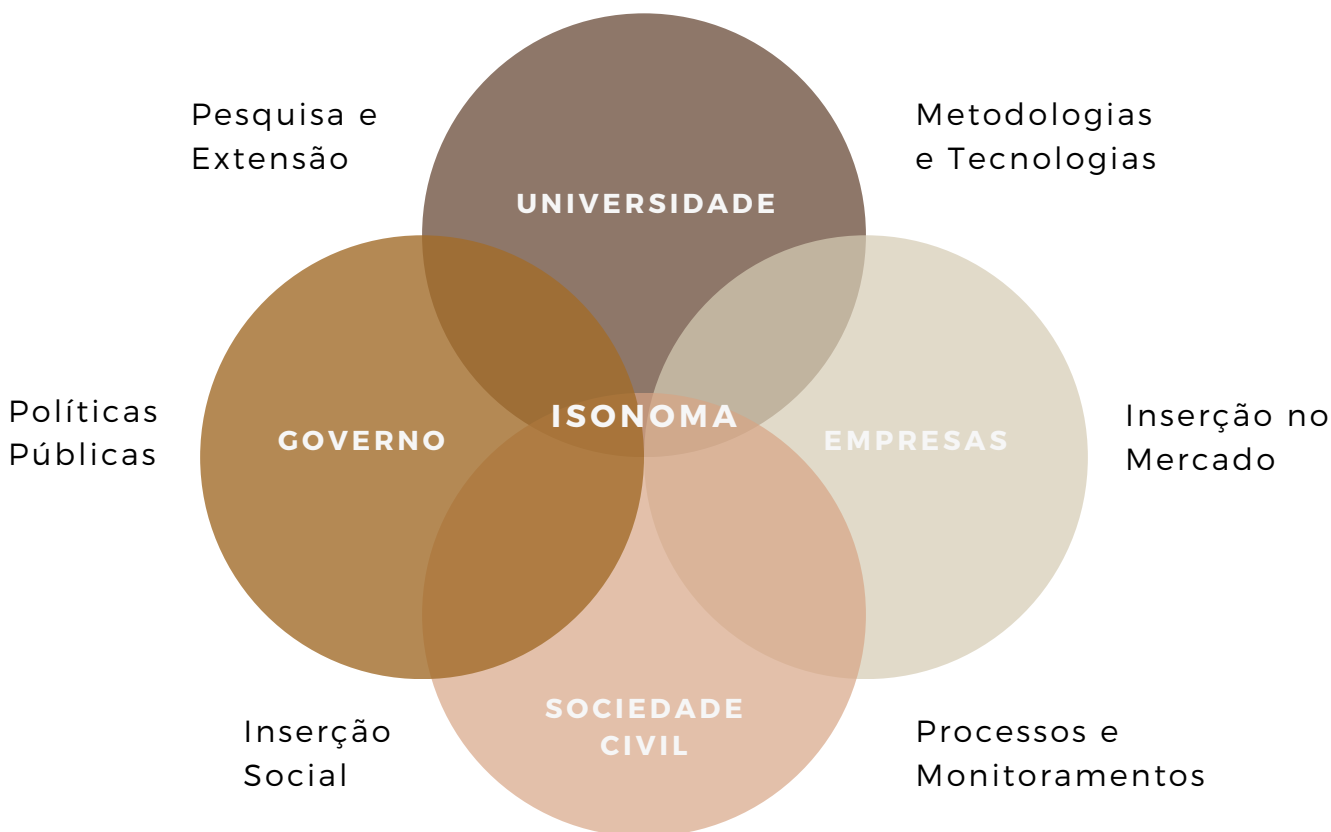 Pesquisa e
Extensão
Metodologias
e Tecnologias
UNIVERSIDADE
Políticas
Públicas
GOVERNO
ISONOMA
EMPRESAS
Inserção no
Mercado
Inserção
Social
SOCIEDADE
CIVIL
Processos e
Monitoramentos